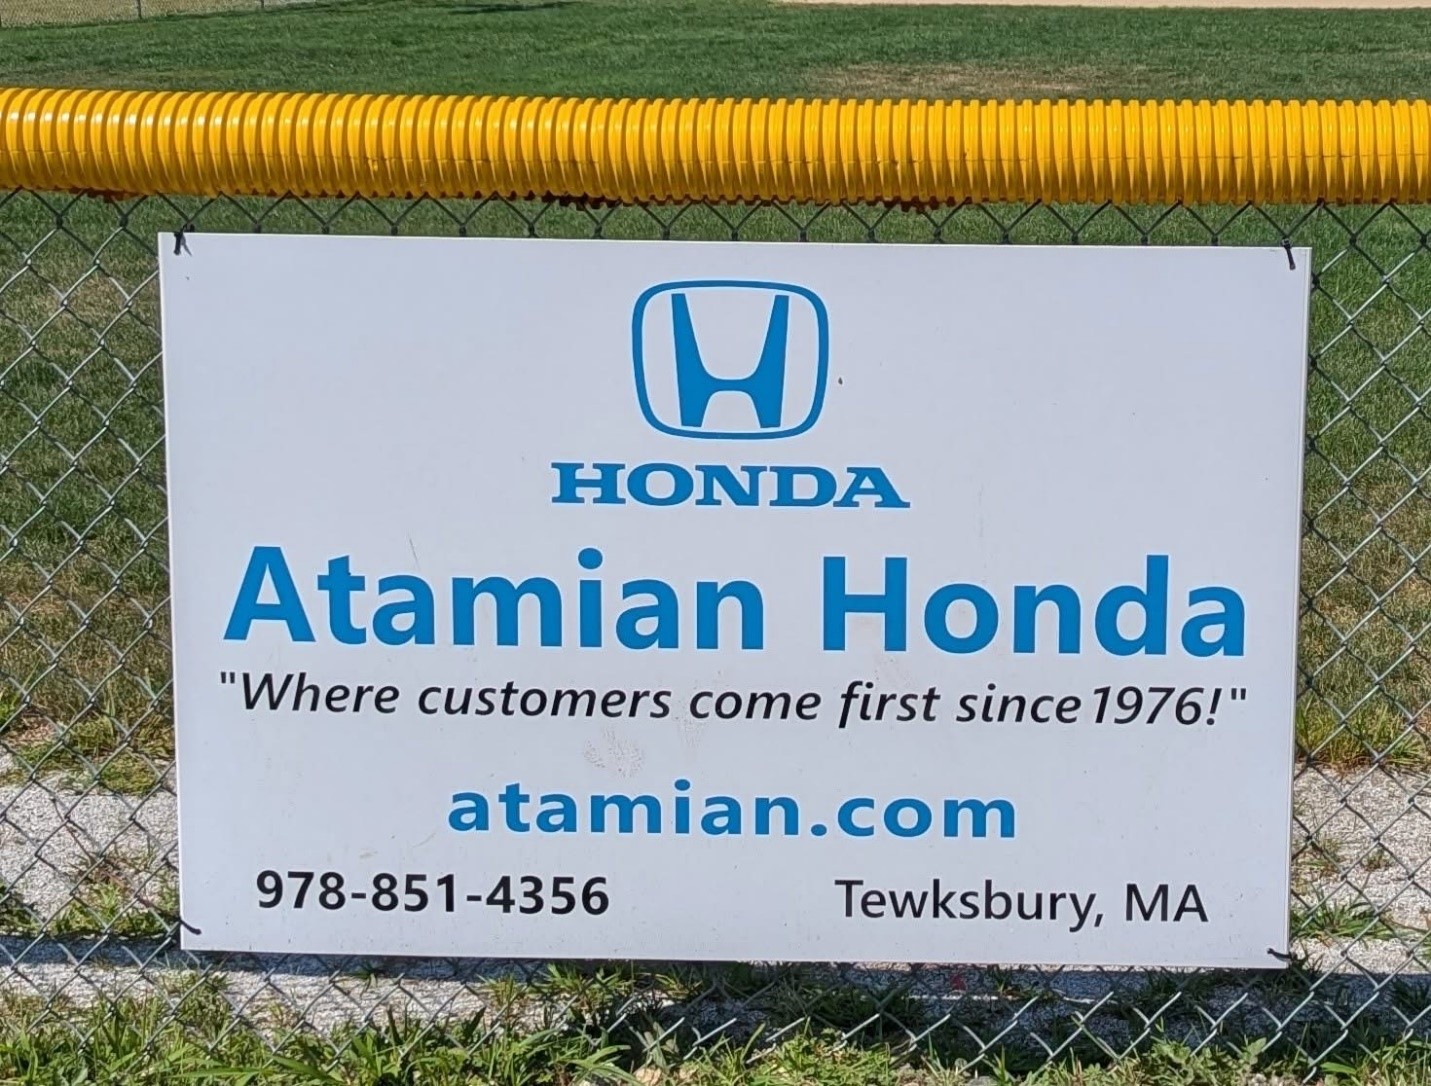 HONDA
Atamian Honda
"Where customers come first since 1976!"
atamian.com
978-851-4356 Tewksbury, MA